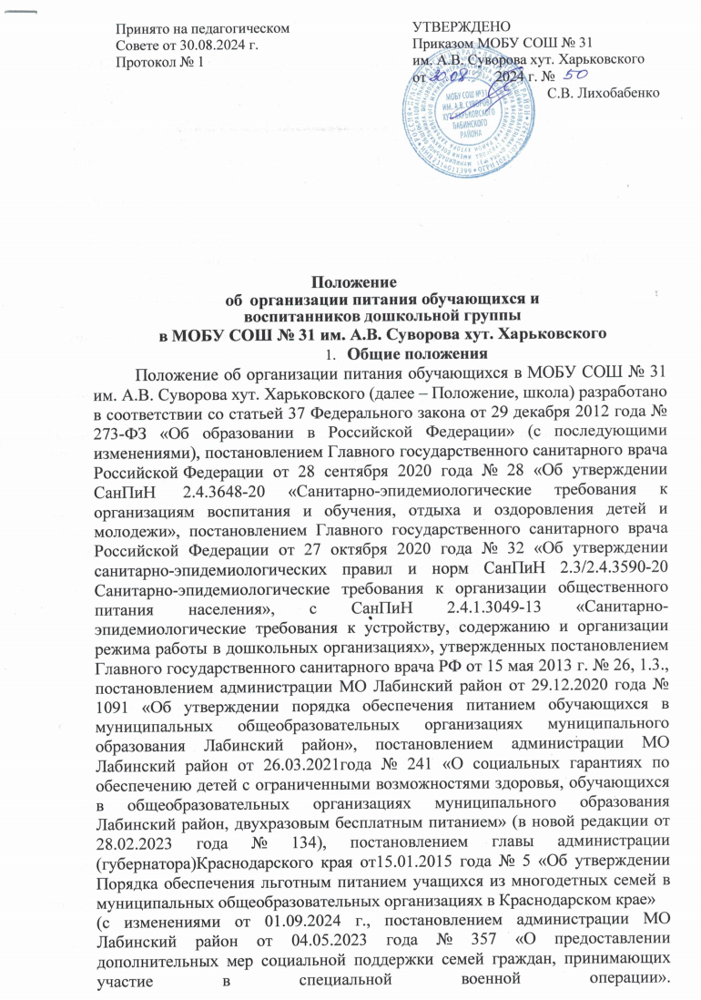 Принято на педагогическом
Совете от 30.08.2024 г.
Протокол № 1
УТВЕРЖДЕНО
Приказом МОБУ СОШ № 31
им. А.В. Суворова хут. Харьковского
от 30.08. 2024 г. № 50
С.В. Лихобабенко
МОБУ СОШ №31
ИМ. А.В. СУВОРОВА
ХУТ. ХАРЬКОВСКОГО
ЛАБИНСКОГО
РАЙОНА
Положение
об организации питания обучающихся и
воспитанников дошкольной группы
в МОБУ СОШ № 31 им. А.В. Суворова хут. Харьковского
1. Общие положения
Положение об организации питания обучающихся в МОБУ СОШ № 31
им. А.В. Суворова хут. Харьковского (далее – Положение, школа) разработано
в соответствии со статьей 37 Федерального закона от 29 декабря 2012 года №
273-ФЗ «Об образовании в Российской Федерации» (с последующими
изменениями), постановлением Главного государственного санитарного врача
Российской Федерации от 28 сентября 2020 года № 28 «Об утверждении
СанПиН 2.4.3648-20 «Санитарно-эпидемиологические требования к
организациям воспитания и обучения, отдыха и оздоровления детей и
молодежи», постановлением Главного государственного санитарного врача
Российской Федерации от 27 октября 2020 года № 32 «Об утверждении
санитарно-эпидемиологических правил и норм СанПиН 2.3/2.4.3590-20
Санитарно-эпидемиологические требования к организации общественного
питания населения», с СанПиН 2.4.1.3049-13 «Санитарно-
эпидемиологические требования к устройству, содержанию и организации
режима работы в дошкольных организациях», утвержденных постановлением
Главного государственного санитарного врача РФ от 15 мая 2013 г. № 26, 1.3.,
постановлением администрации МО Лабинский район от 29.12.2020 года №
1091 «Об утверждении порядка обеспечения питанием обучающихся в
муниципальных общеобразовательных организациях муниципального
образования Лабинский район», постановлением администрации МО
Лабинский район от 26.03.2021года № 241 «О социальных гарантиях по
обеспечению детей с ограниченными возможностями здоровья, обучающихся
в общеобразовательных организациях муниципального образования
Лабинский район, двухразовым бесплатным питанием» (в новой редакции от
28.02.2023 года № 134), постановлением главы администрации
(губернатора)Краснодарского края от15.01.2015 года № 5 «Об утверждении
Порядка обеспечения льготным питанием учащихся из многодетных семей в
муниципальных общеобразовательных организациях в Краснодарском крае»
(с изменениями от 01.09.2024 г., постановлением администрации МО
Лабинский район от 04.05.2023 года № 357 «О предоставлении
дополнительных мер социальной поддержки семей граждан, принимающих
участие в специальной военной операции».